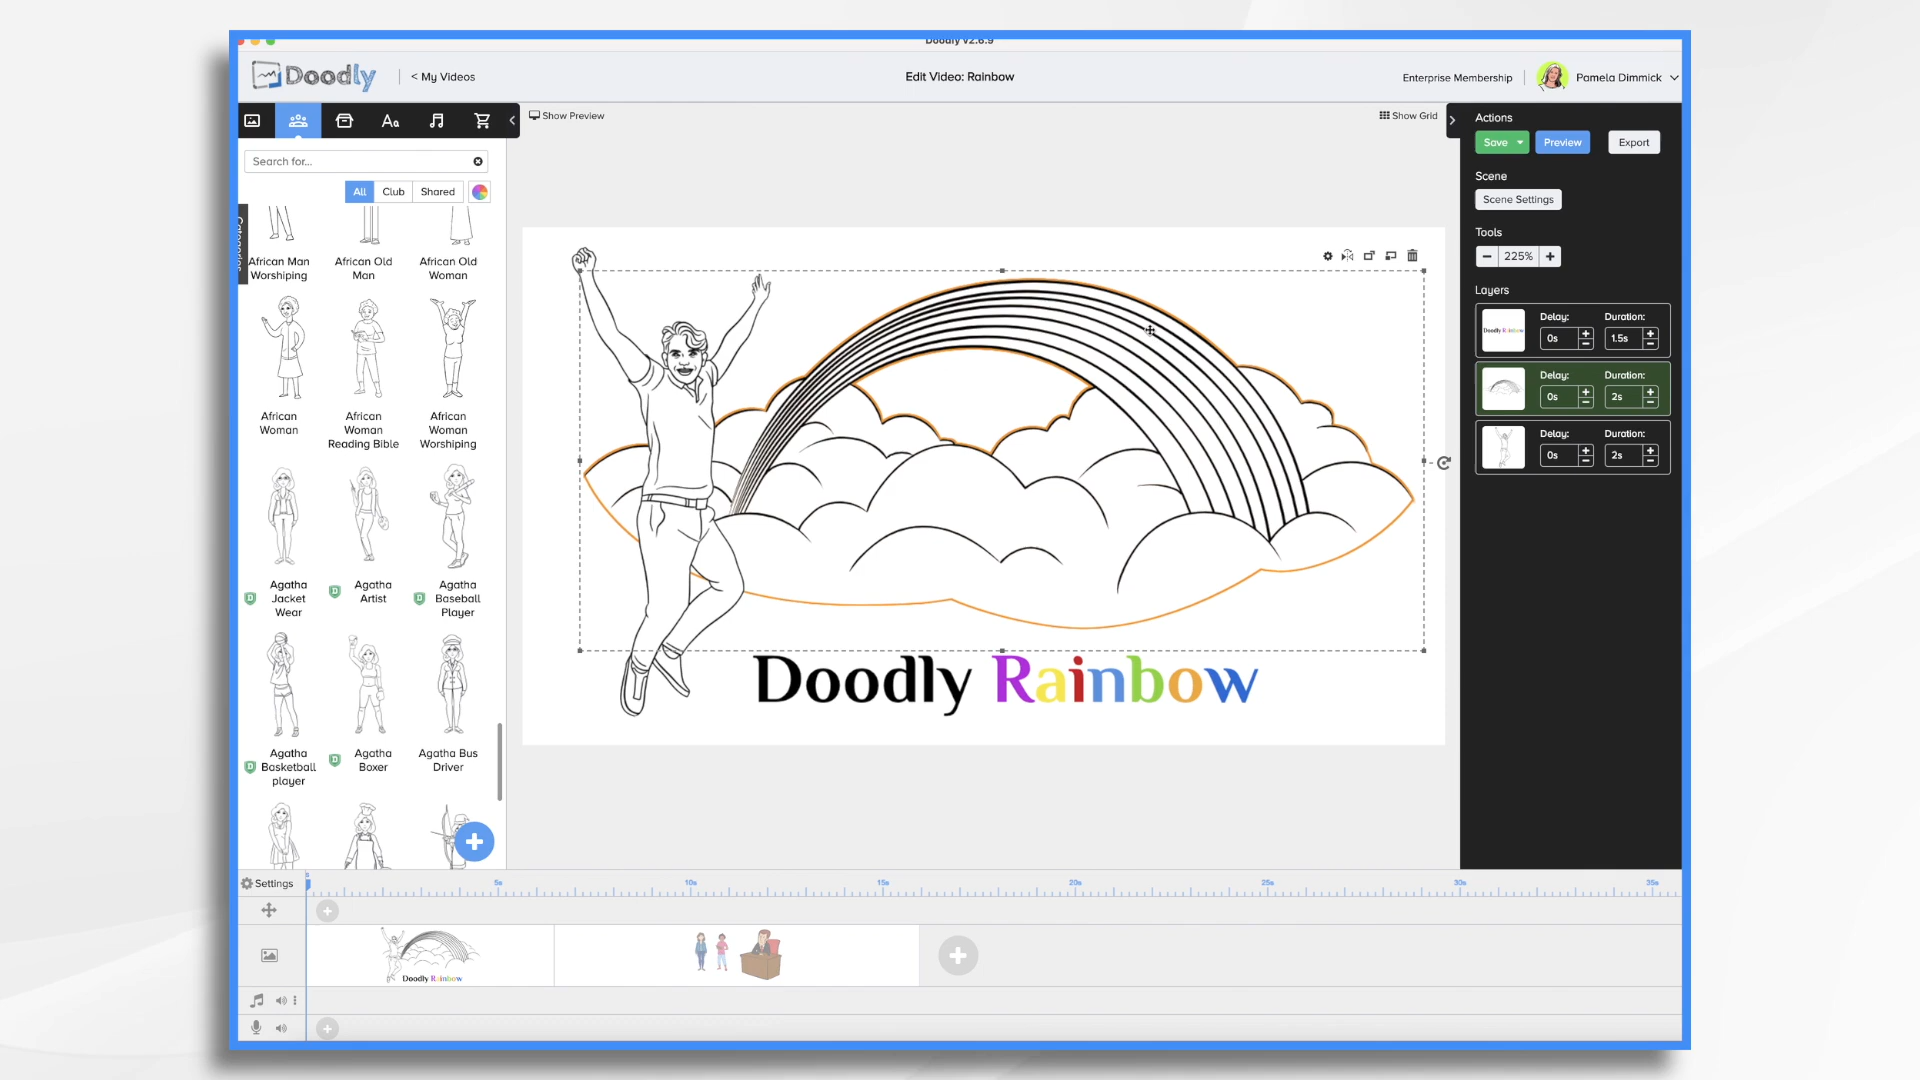 Doodly v2.6.9
Doodly
< My Videos
Edit Video: Rainbow
Enterprise Membership
Pamela Dimmick
Show Preview
Show Grid
Search for...
All
Club
Shared
Categories
African Man Worshiping
African Old Man
African Old Woman
African Woman
African Woman Reading Bible
African Woman Worshiping
Agatha Jacket Wear
Agatha Artist
Agatha Baseball Player
Agatha Basketball player
Agatha Boxer
Agatha Bus Driver
Doodly Rainbow
Actions
Save
Preview
Export
Scene
Scene Settings
Tools
225%
Layers
Doodly Rainbow
Delay:
Duration:
0s
1.5s
Delay:
Duration:
0s
2s
Delay:
Duration:
0s
2s
Settings
5s
10s
15s
20s
25s
30s
35s
Doodly Rainbow